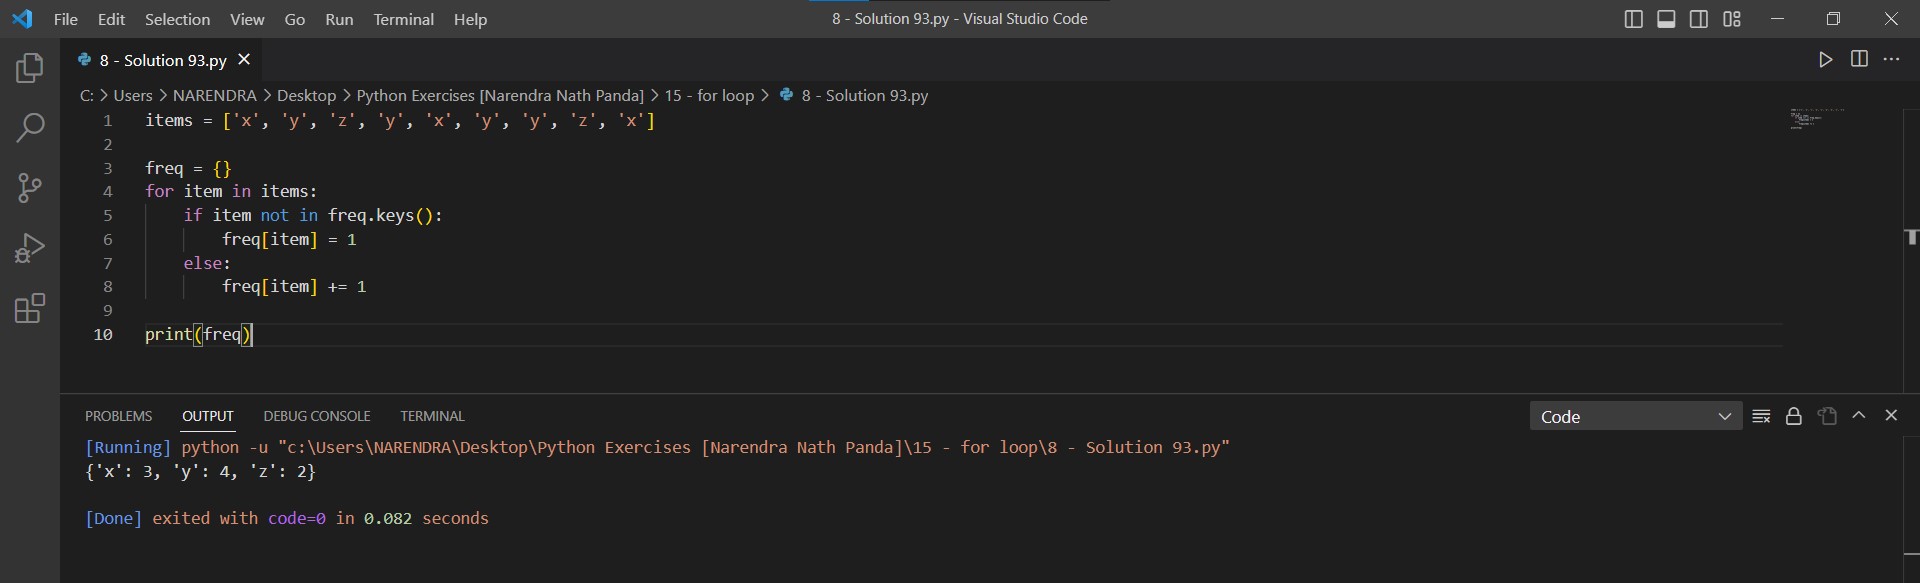 File Edit Selection View Go Run Terminal Help
8 - Solution 93.py - Visual Studio Code
8 - Solution 93.py
C: > Users > NARENDRA > Desktop > Python Exercises [Narendra Nath Panda] > 15 - for loop > 8 - Solution 93.py
1 items = ['x', 'y', 'z', 'y', 'x', 'y', 'y', 'z', 'x']
2
3 freq = {}
4 for item in items:
5     if item not in freq.keys():
6         freq[item] = 1
7     else:
8         freq[item] += 1
9
10 print(freq)
PROBLEMS OUTPUT DEBUG CONSOLE TERMINAL
Code
[Running] python -u "c:\Users\NARENDRA\Desktop\Python Exercises [Narendra Nath Panda]\15 - for loop\8 - Solution 93.py"
{'x': 3, 'y': 4, 'z': 2}
[Done] exited with code=0 in 0.082 seconds